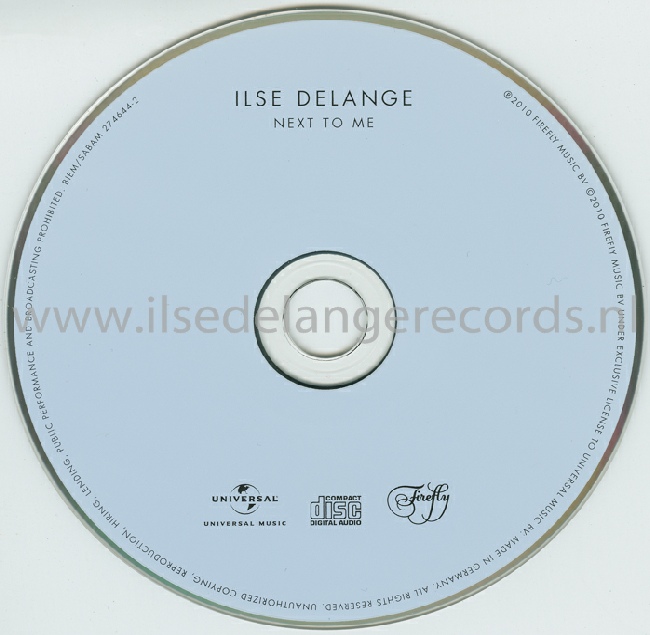 ILSE DELANGE
NEXT TO ME
℗2010 FIREFLY MUSIC BV ©2010 FIREFLY MUSIC BV UNDER EXCLUSIVE LICENSE TO UNIVERSAL MUSIC BV. MADE IN GERMANY. ALL RIGHTS RESERVED. UNAUTHORIZED COPYING, REPRODUCTION, HIRING, LENDING, PUBLIC PERFORMANCE AND BROADCASTING PROHIBITED. BIEM/SABAM 274644-2
www.ilsedelangerecords.nl
UNIVERSAL
UNIVERSAL MUSIC
COMPACT
disc
DIGITAL AUDIO
Firefly